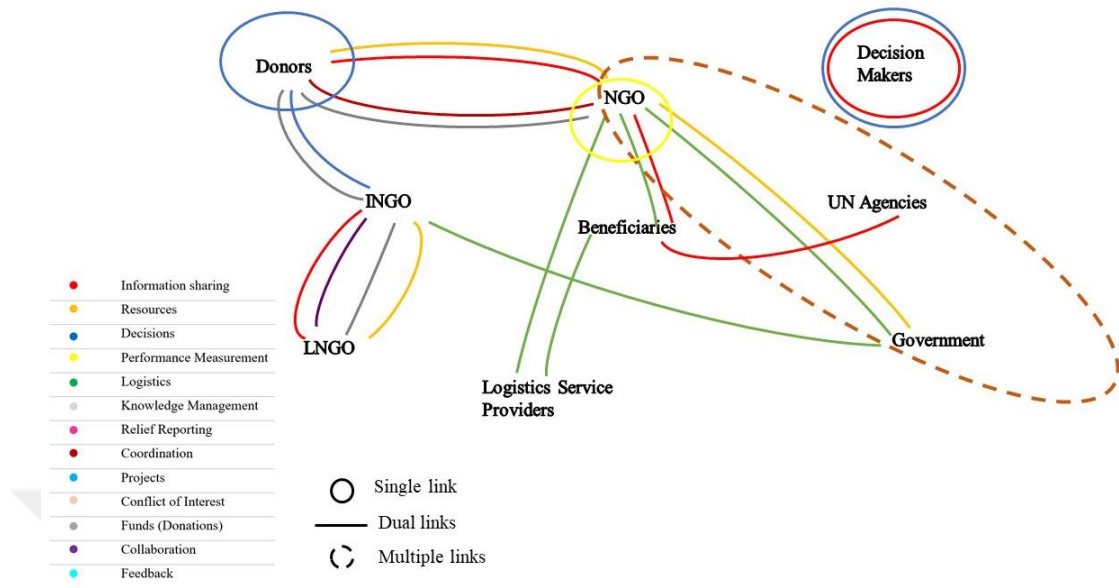 Donors
NGO
Decision
Makers
INGO
Beneficiaries
UN Agencies
LNGO
Government
Logistics Service
Providers
Information sharing
Resources
Decisions
Performance Measurement
Logistics
Knowledge Management
Relief Reporting
Coordination
Projects
Conflict of Interest
Funds (Donations)
Collaboration
Feedback
Single link
Dual links
Multiple links